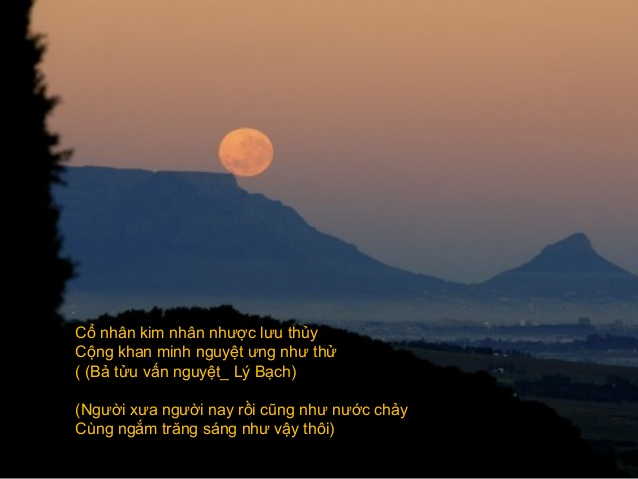 Cổ nhân kim nhân nhược lưu thủy
Cộng khan minh nguyệt ưng như thử
( (Bả tửu vấn nguyệt_ Lý Bạch)
(Người xưa người nay rồi cũng như nước chảy
Cùng ngắm trăng sáng như vậy thôi)